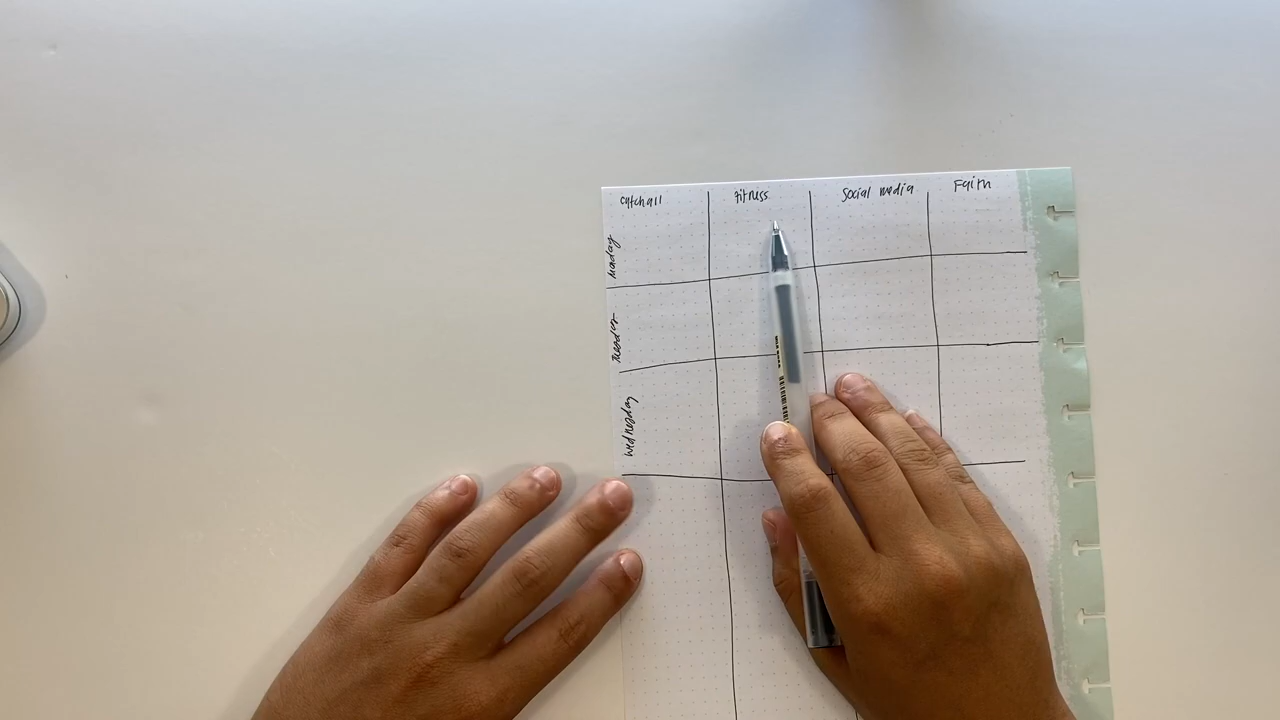 catchall
Fitness
Social media
Faith
Monday
Tuesday
Wednesday